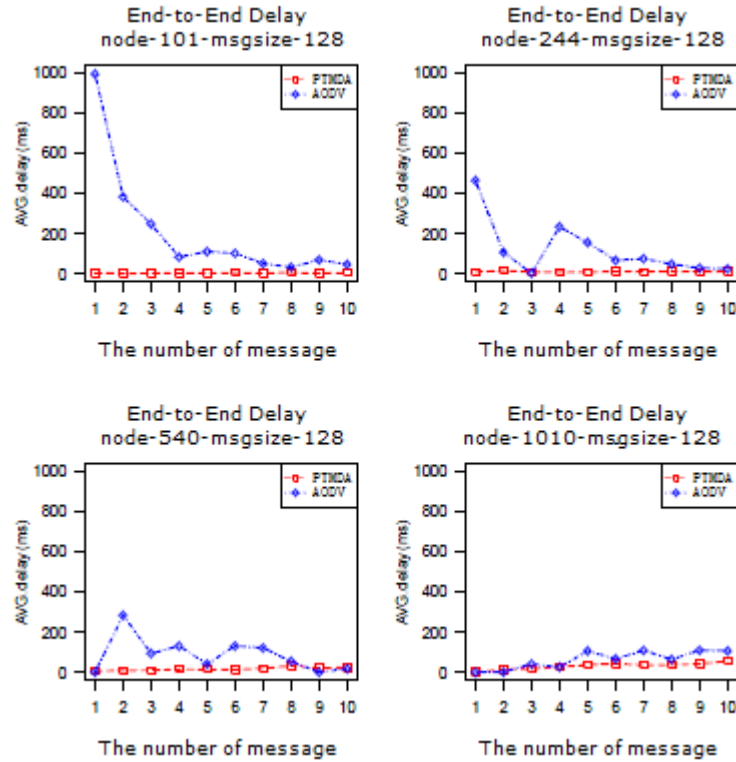 End-to-End Delay
node-101-msgsize-128
AVG.delay (ms)
1000
800
600
400
200
0
PTMDA
AODV
1 2 3 4 5 6 7 8 9 10
The number of message
End-to-End Delay
node-244-msgsize-128
AVG.delay (ms)
1000
800
600
400
200
0
PTMDA
AODV
1 2 3 4 5 6 7 8 9 10
The number of message
End-to-End Delay
node-540-msgsize-128
AVG.delay (ms)
1000
800
600
400
200
0
PTMDA
AODV
1 2 3 4 5 6 7 8 9 10
The number of message
End-to-End Delay
node-1010-msgsize-128
AVG.delay (ms)
1000
800
600
400
200
0
PTMDA
AODV
1 2 3 4 5 6 7 8 9 10
The number of message